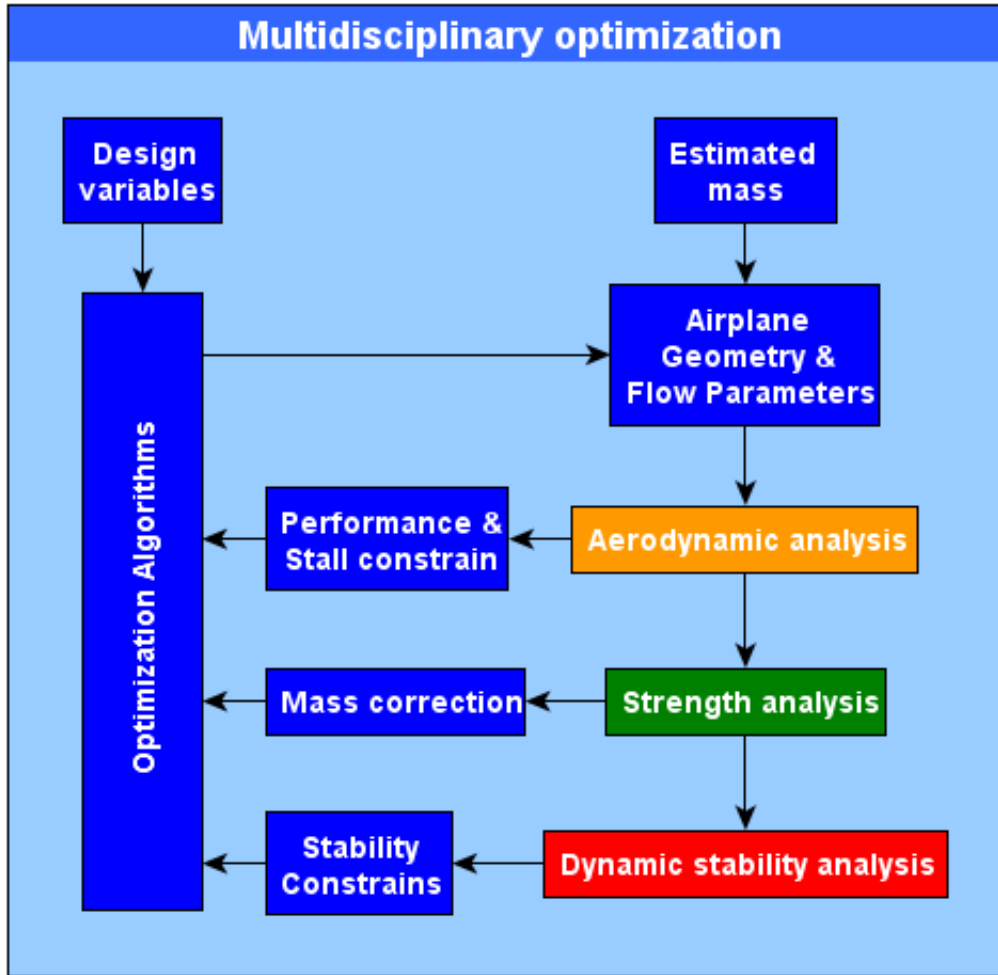 Multidisciplinary optimization
Design
variables
Estimated
mass
Airplane
Geometry &
Flow Parameters
Optimization Algorithms
Performance &
Stall constrain
Aerodynamic analysis
Mass correction
Strength analysis
Stability
Constrains
Dynamic stability analysis